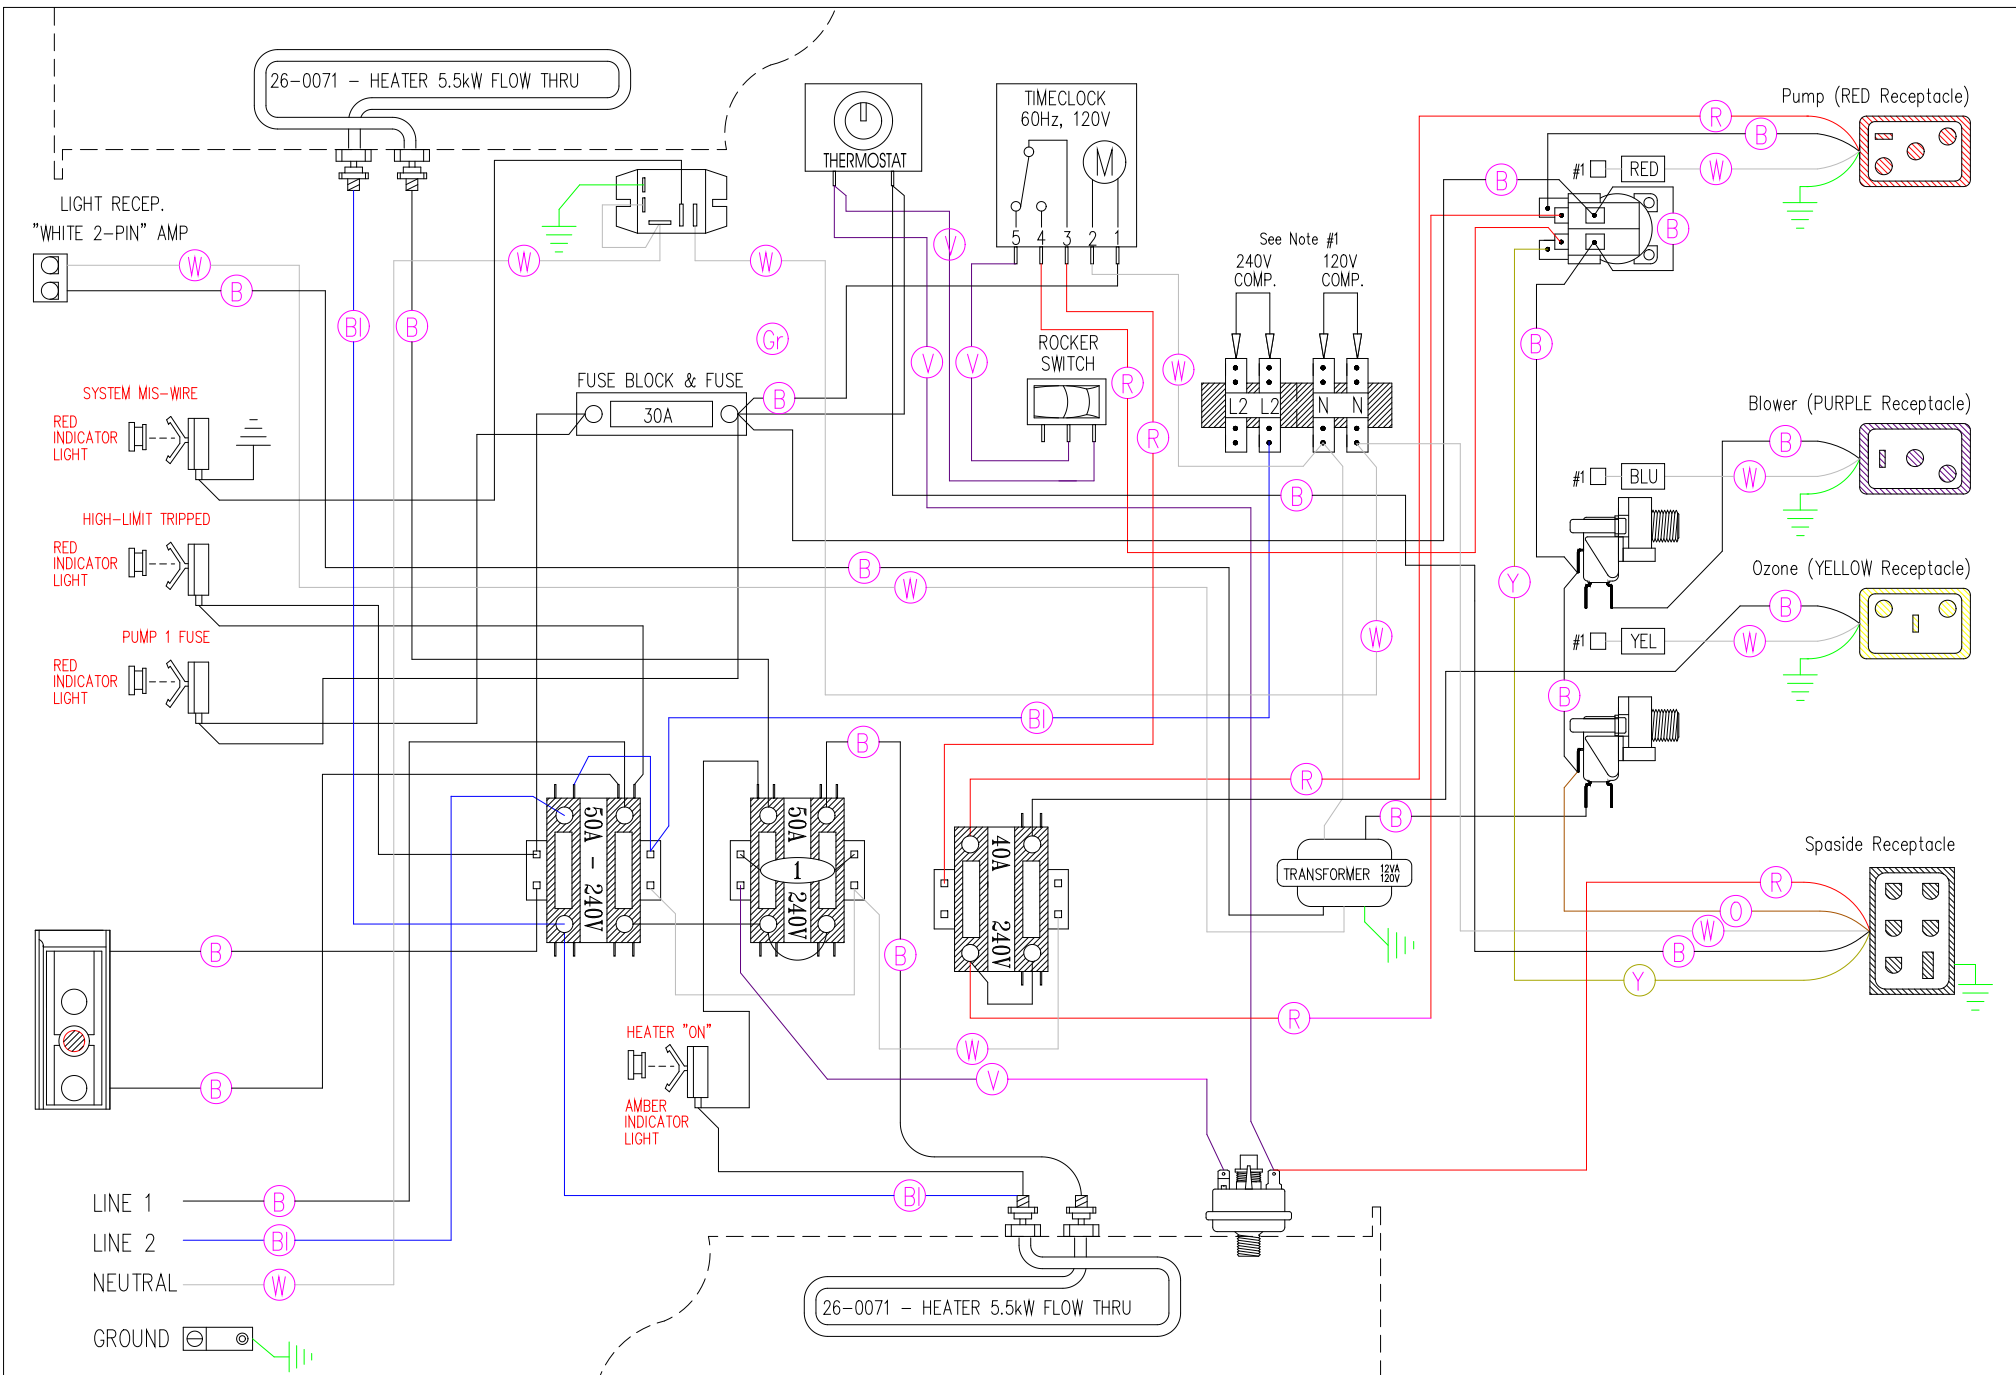 26-0071 - HEATER 5.5kW FLOW THRU
LIGHT RECEP.
"WHITE 2-PIN" AMP
W
B
Bl
B
W
W
Gr
THERMOSTAT
TIMECLOCK
60Hz, 120V
M
5 4 3 2 1
V
V
V
ROCKER
SWITCH
R
R
W
See Note #1
240V
COMP.
120V
COMP.
L2 L2 N N
Pump (RED Receptacle)
R
B
#1
RED
W
B
B
B
Blower (PURPLE Receptacle)
B
#1
BLU
W
Ozone (YELLOW Receptacle)
B
#1
YEL
W
Y
B
FUSE BLOCK & FUSE
30A
B
SYSTEM MIS-WIRE
RED
INDICATOR
LIGHT
HIGH-LIMIT TRIPPED
RED
INDICATOR
LIGHT
PUMP 1 FUSE
RED
INDICATOR
LIGHT
B
B
W
W
Bl
B
R
B
50A - 240V
50A 240V
1
40A 240V
TRANSFORMER
12VA
120V
Spaside Receptacle
R
O
W
B
Y
B
B
B
R
W
V
HEATER "ON"
AMBER
INDICATOR
LIGHT
Bl
LINE 1
B
LINE 2
Bl
NEUTRAL
W
GROUND
26-0071 - HEATER 5.5kW FLOW THRU